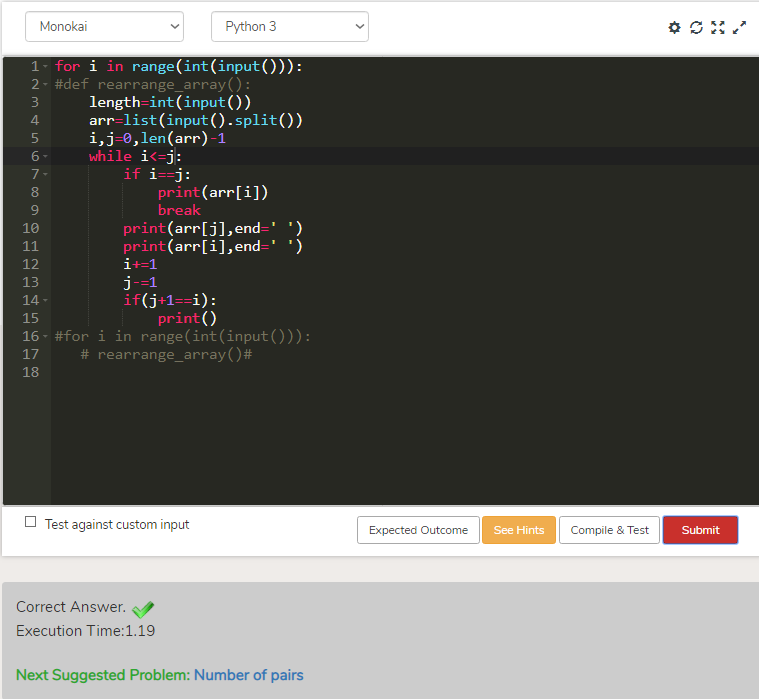 Monokai Python 3
1 for i in range(int(input())):
2 #def rearrange_array():
3     length=int(input())
4     arr=list(input().split())
5     i,j=0,len(arr)-1
6     while i<=j:
7         if i==j:
8             print(arr[i])
9             break
10         print(arr[j],end=' ')
11         print(arr[i],end=' ')
12         i+=1
13         j-=1
14         if(j+1==i):
15             print()
16 #for i in range(int(input())):
17    # rearrange_array()#
18
Test against custom input Expected Outcome See Hints Compile & Test Submit
Correct Answer.
Execution Time:1.19
Next Suggested Problem: Number of pairs